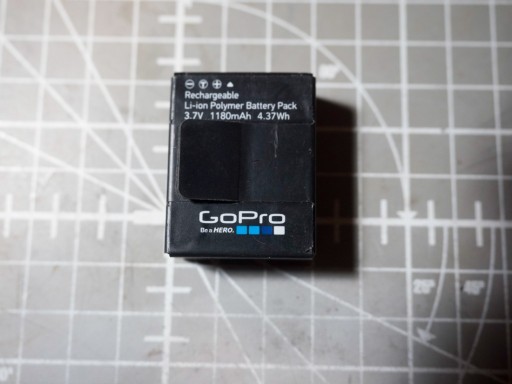 Rechargeable
Li-ion Polymer Battery Pack
3.7V 1180mAh 4.37Wh
GoPro
Be a HERO.